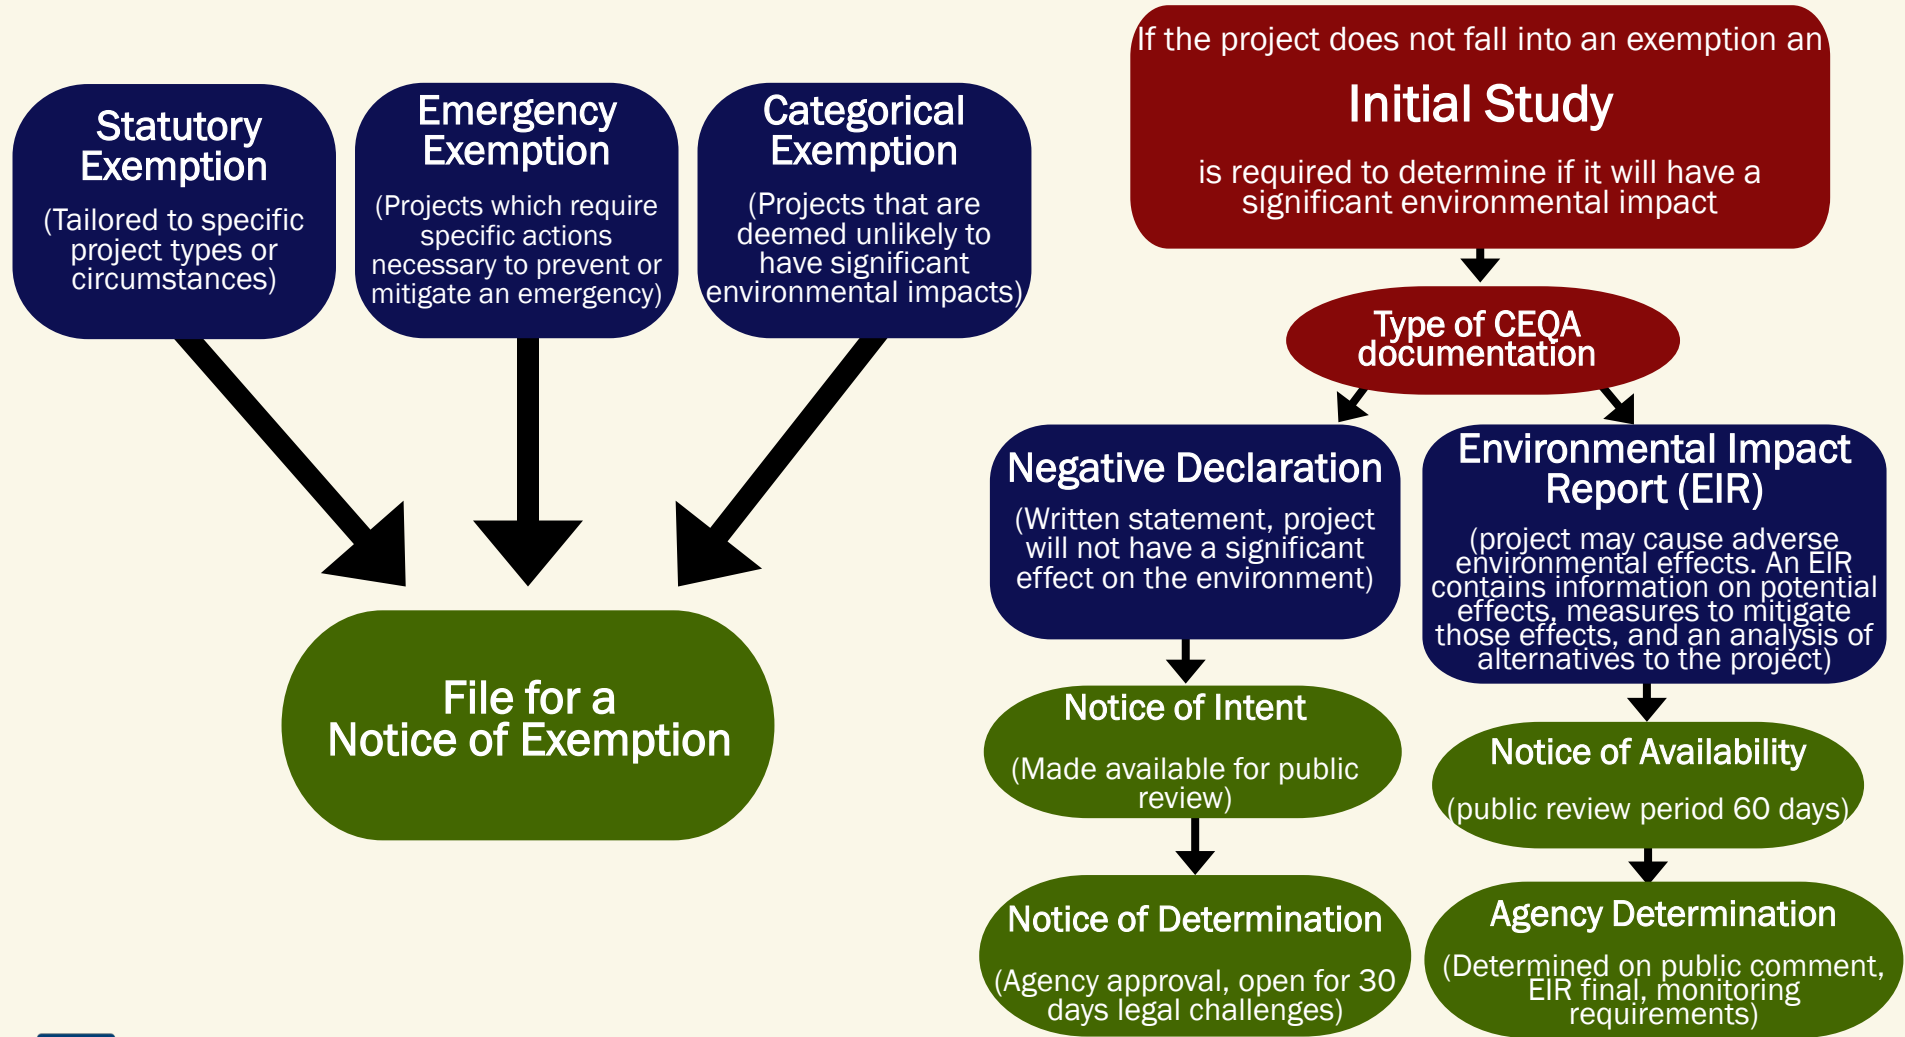 Statutory
Exemption
(Tailored to specific
project types or
circumstances)
Emergency
Exemption
(Projects which require
specific actions
necessary to prevent or
mitigate an emergency)
Categorical
Exemption
(Projects that are
deemed unlikely to
have significant
environmental impacts)
File for a
Notice of Exemption
If the project does not fall into an exemption an
Initial Study
is required to determine if it will have a
significant environmental impact
Type of CEQA
documentation
Negative Declaration
(Written statement, project
will not have a significant
effect on the environment)
Notice of Intent
(Made available for public
review)
Notice of Determination
(Agency approval, open for 30
days legal challenges)
Environmental Impact
Report (EIR)
(project may cause adverse
environmental effects. An EIR
contains information on potential
effects, measures to mitigate
those effects, and an analysis of
alternatives to the project)
Notice of Availability
(public review period 60 days)
Agency Determination
(Determined on public comment,
EIR final, monitoring
requirements)